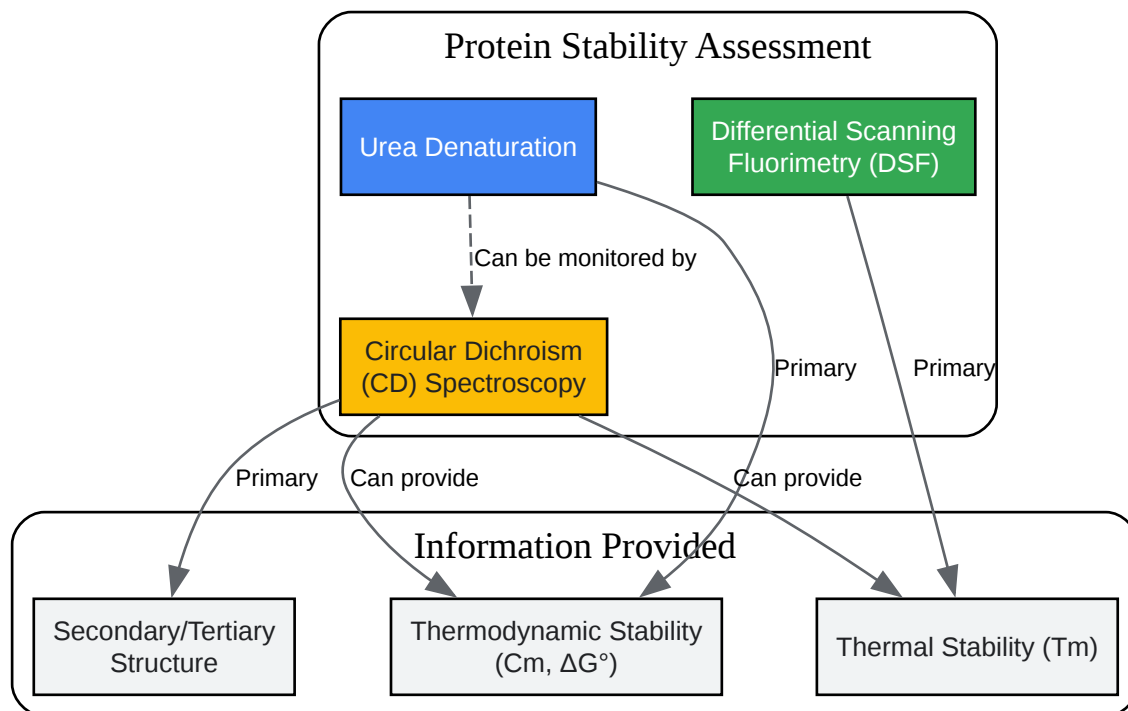 Protein Stability Assessment
Urea Denaturation
Differential Scanning
Fluorimetry (DSF)
Can be monitored by
Circular Dichroism
(CD) Spectroscopy
Primary
Primary
Primary
Can provide
Can provide
Information Provided
Secondary/Tertiary
Structure
Thermodynamic Stability
(Cm, ΔG°)
Thermal Stability (Tm)